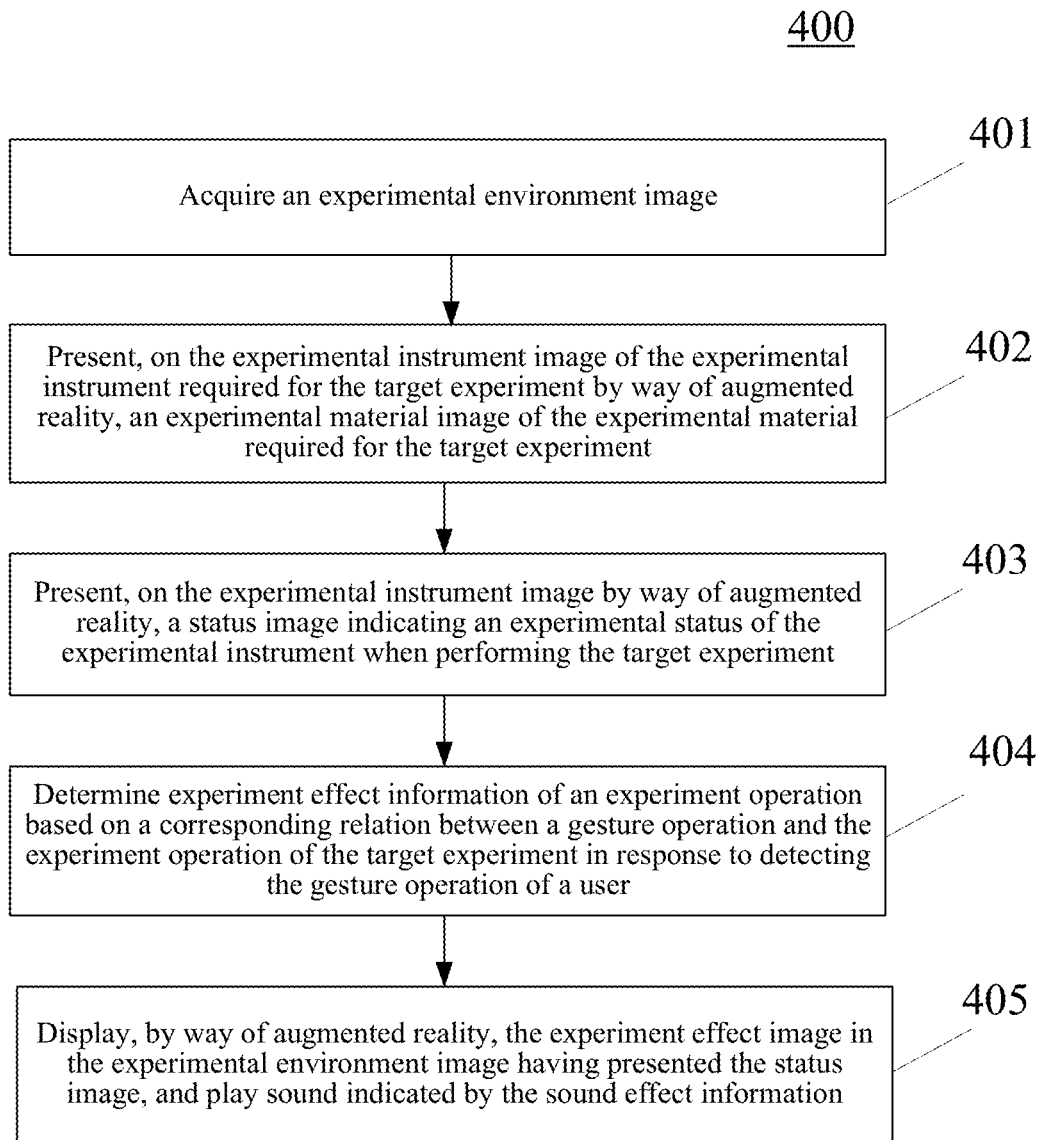 400
401
Acquire an experimental environment image
402
Present, on the experimental instrument image of the experimental
instrument required for the target experiment by way of augmented
reality, an experimental material image of the experimental material
required for the target experiment
403
Present, on the experimental instrument image by way of augmented
reality, a status image indicating an experimental status of the
experimental instrument when performing the target experiment
404
Determine experiment effect information of an experiment operation
based on a corresponding relation between a gesture operation and the
experiment operation of the target experiment in response to detecting
the gesture operation of a user
405
Display, by way of augmented reality, the experiment effect image in
the experimental environment image having presented the status
image, and play sound indicated by the sound effect information